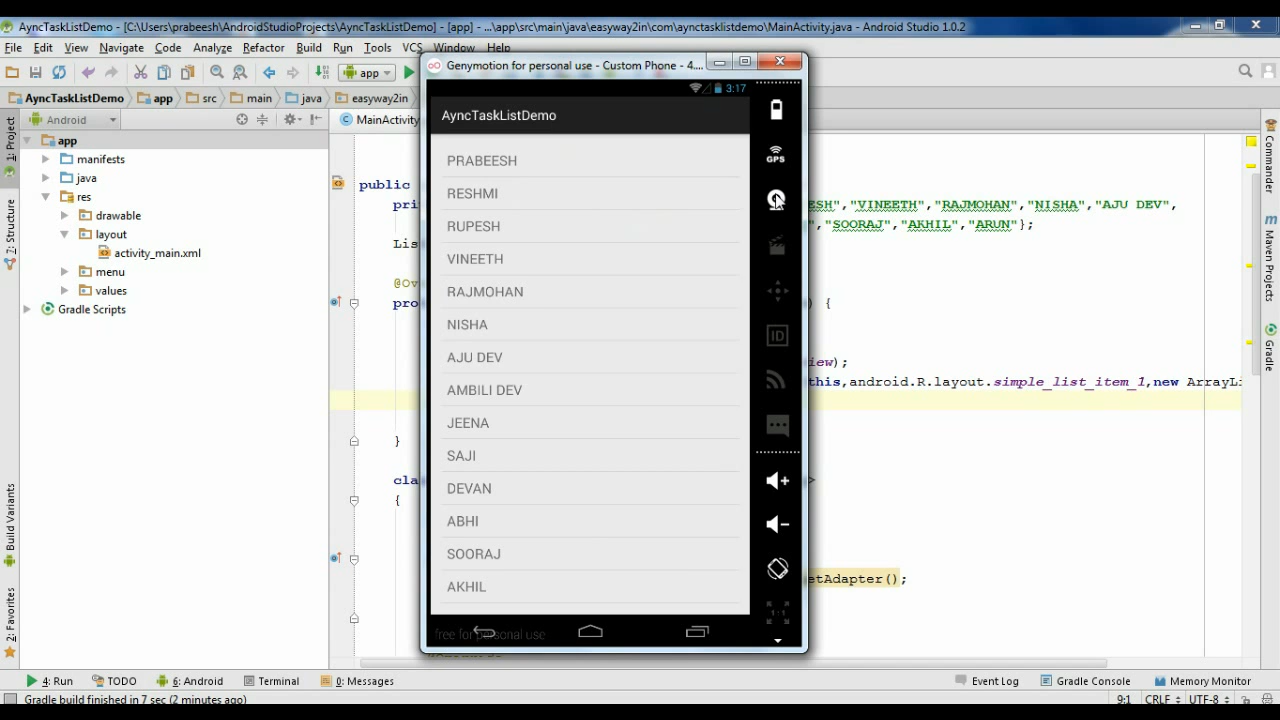 AyncTaskListDemo - [C:\Users\prabeesh\AndroidStudioProjects\AyncTaskListDemo] - [app] - ...\app\src\main\java\easyway2in\com\aynctasklistdemo\MainActivity.java - Android Studio 1.0.2
File Edit View Navigate Code Analyze Refactor Build Run Tools VCS Window Help
Genymotion for personal use - Custom Phone - 4....
app
AyncTaskListDemo app src main java easyway2in
3:17
Android
MainActivity
AyncTaskListDemo
app
manifests
java
res
drawable
layout
activity_main.xml
menu
values
Gradle Scripts
1: Project
7: Structure
Build Variants
2: Favorites
PRABEESH
RESHMI
RUPESH
VINEETH
RAJMOHAN
NISHA
AJU DEV
AMBILI DEV
JEENA
SAJI
DEVAN
ABHI
SOORAJ
AKHIL
free for personal use
GPS
ID
1:1
public
pri ESH","VINEETH","RAJMOHAN","NISHA","AJU DEV",
,"SOORAJ","AKHIL","ARUN"};
Lis
@Ov
pro ) {
iew);
this,android.R.layout.simple_list_item_1,new ArrayLi
}
cla >
{
etAdapter();
Commander
Maven Projects
Gradle
4: Run TODO 6: Android Terminal 0: Messages Event Log Gradle Console Memory Monitor
Gradle build finished in 7 sec (2 minutes ago) 9:1 CRLF UTF-8